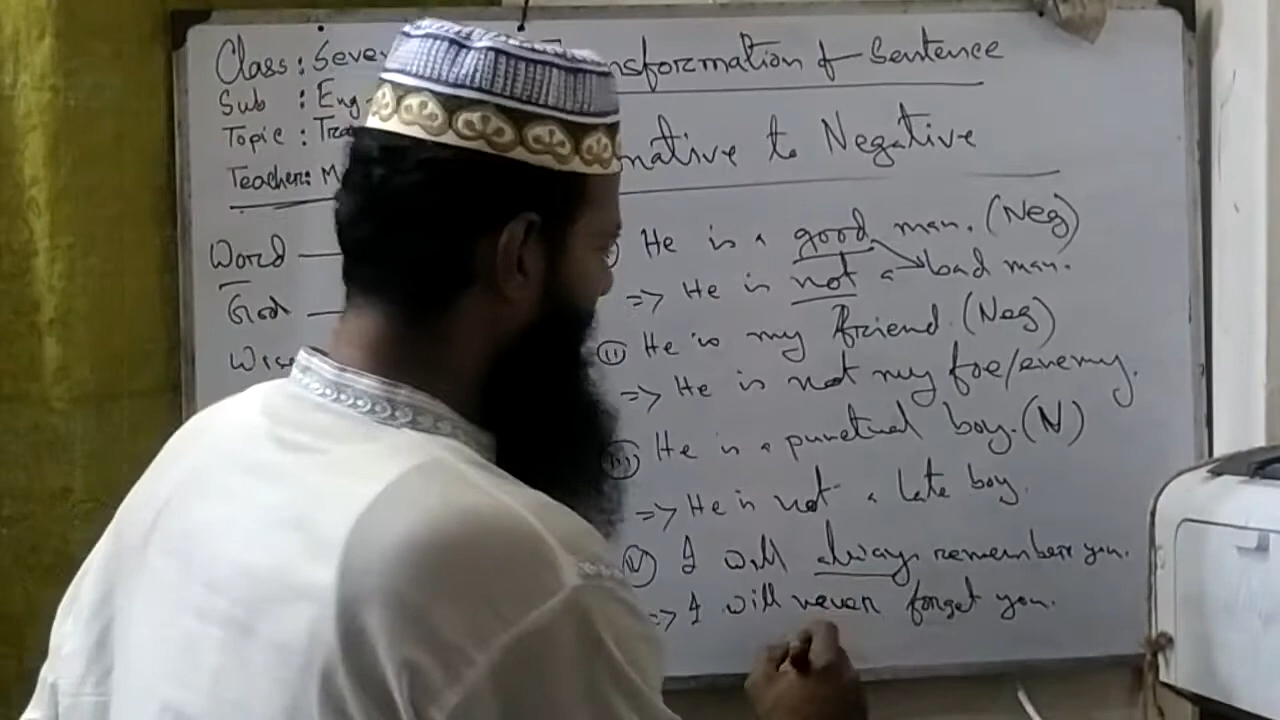 Class : Seve
Sub : Eng
Topic : Tra
Teacher: M
nsformation of Sentence
mative to Negative
Word —
God —
Wise
He is a good man. (Neg)
=> He is not a bad man.
(ii) He is my friend. (Neg)
=> He is not my foe/enemy.
(iii) He is a punctual boy. (N)
=> He is not a late boy.
(iv) I will always remember you.
=> I will never forget you.